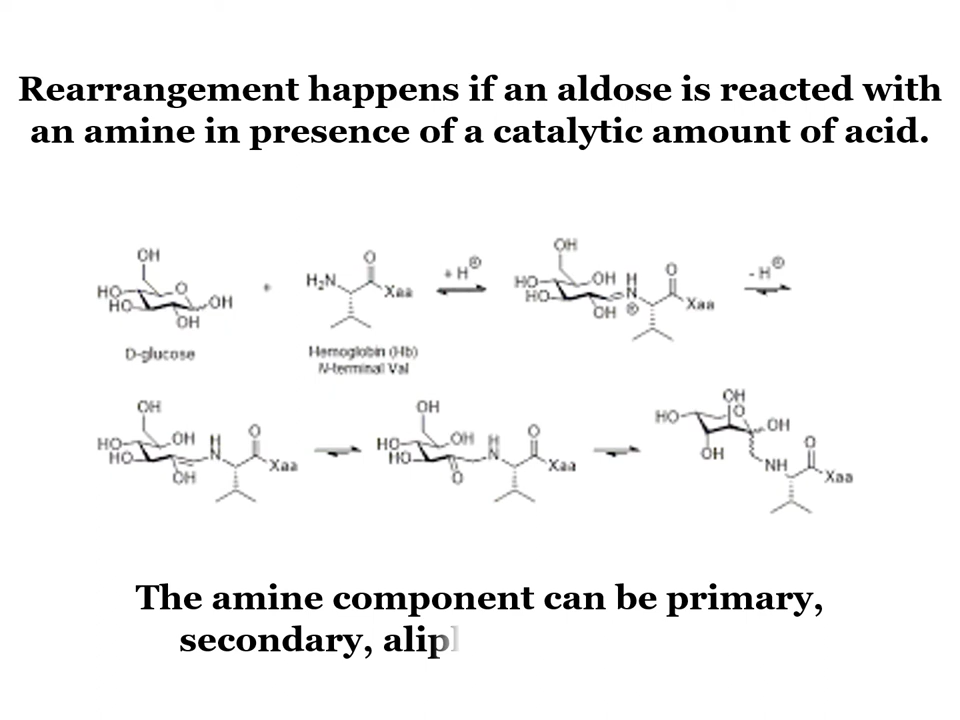 Rearrangement happens if an aldose is reacted with
an amine in presence of a catalytic amount of acid.
OH
HO
HO
O
OH
OH
D-glucose
+
H₂N
O
Xaa
Hemoglobin (Hb)
N-terminal Val
+ H⊕
OH
HO
HO
OH
OH
H
N
⊕
O
Xaa
- H⊕
OH
HO
HO
OH
OH
H
N
O
Xaa
OH
HO
HO
OH
O
H
N
O
Xaa
OH
HO
O
OH
OH
NH
O
Xaa
The amine component can be primary,
secondary, alip